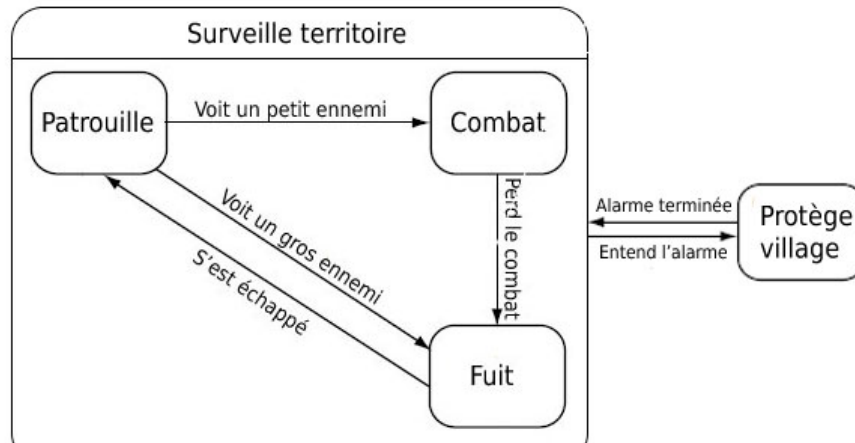 Surveille territoire
Patrouille
Voit un petit ennemi
Combat
Voit un gros ennemi
S'est échappé
Perd le combat
Fuit
Alarme terminée
Entend l'alarme
Protège
village